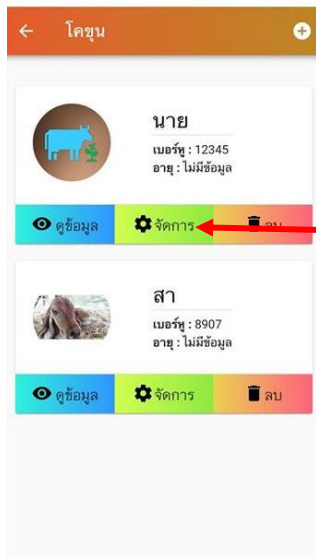 โคขุน
นาย
เบอร์หู : 12345
อายุ : ไม่มีข้อมูล
ดูข้อมูล จัดการ ลบ
สา
เบอร์หู : 8907
อายุ : ไม่มีข้อมูล
ดูข้อมูล จัดการ ลบ